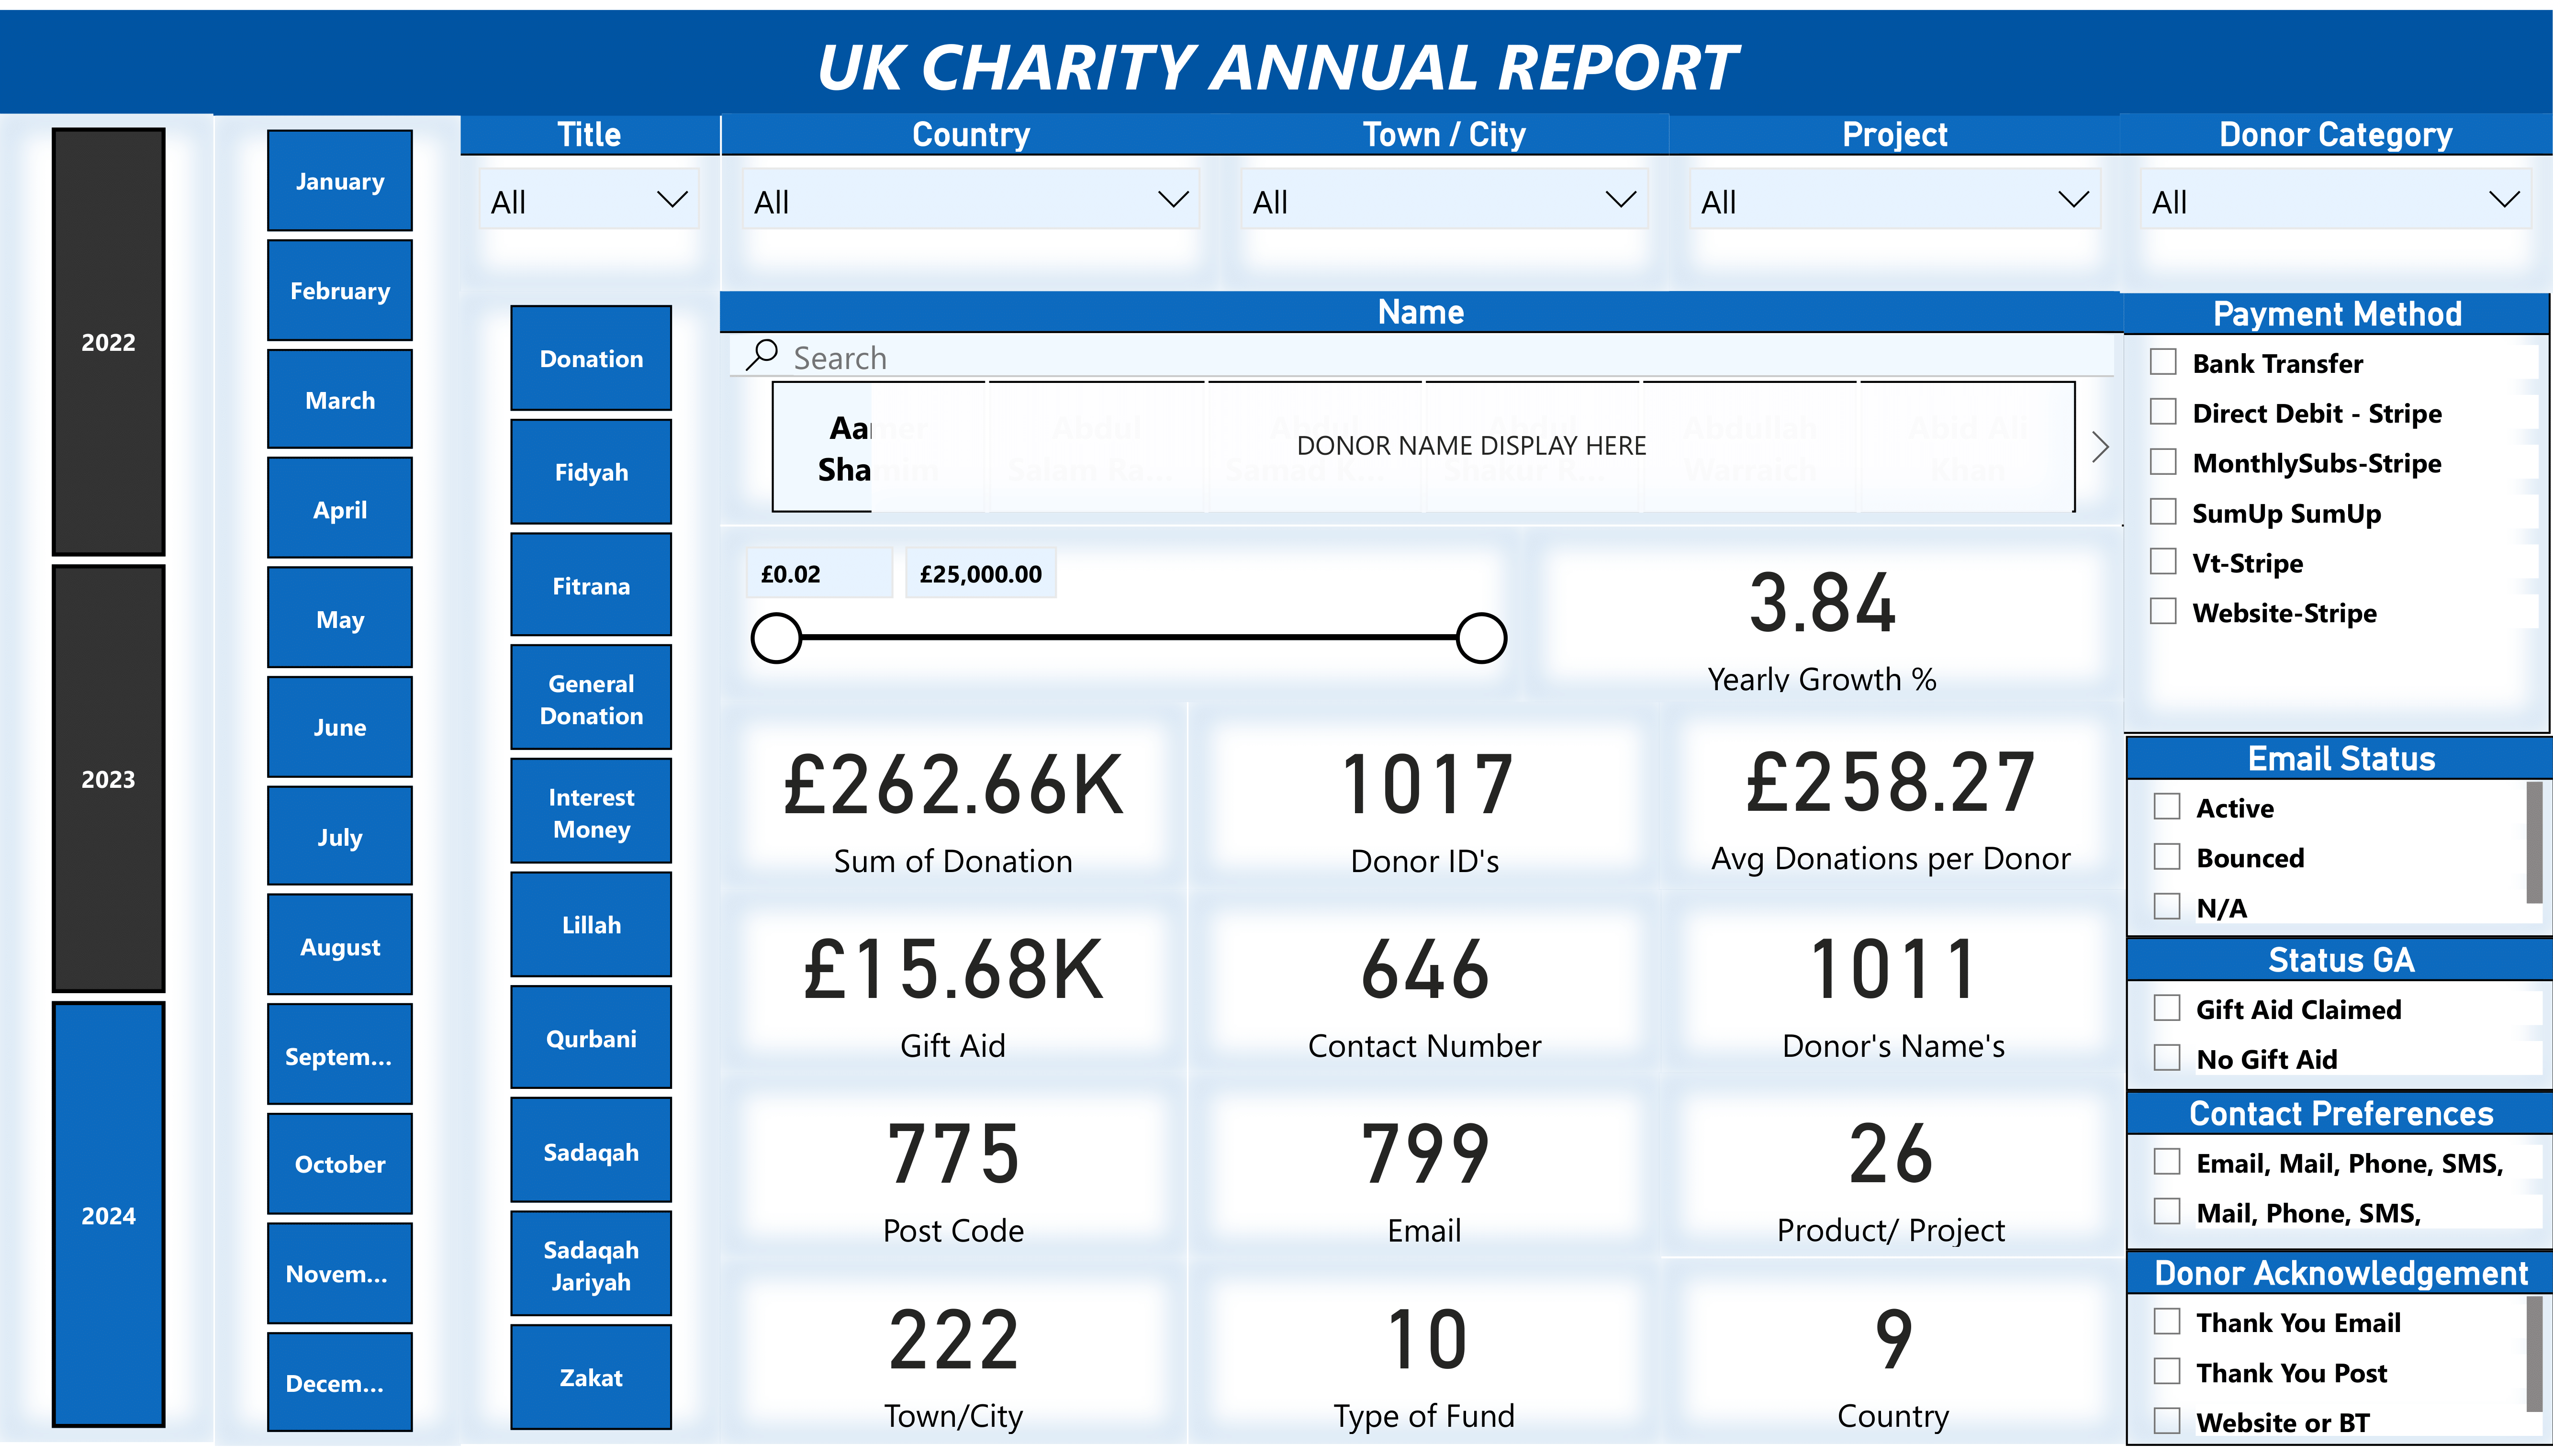 UK CHARITY ANNUAL REPORT
2022
2023
2024
January
February
March
April
May
June
July
August
Septem...
October
Novem...
Decem...
Title
All
Country
All
Town / City
All
Project
All
Donor Category
All
Donation
Fidyah
Fitrana
General
Donation
Interest
Money
Lillah
Qurbani
Sadaqah
Sadaqah
Jariyah
Zakat
Name
Search
DONOR NAME DISPLAY HERE
£0.02
£25,000.00
3.84
Yearly Growth %
£262.66K
Sum of Donation
1017
Donor ID's
£258.27
Avg Donations per Donor
£15.68K
Gift Aid
646
Contact Number
1011
Donor's Name's
775
Post Code
799
Email
26
Product/ Project
222
Town/City
10
Type of Fund
9
Country
Payment Method
Bank Transfer
Direct Debit - Stripe
MonthlySubs-Stripe
SumUp SumUp
Vt-Stripe
Website-Stripe
Email Status
Active
Bounced
N/A
Status GA
Gift Aid Claimed
No Gift Aid
Contact Preferences
Email, Mail, Phone, SMS,
Mail, Phone, SMS,
Donor Acknowledgement
Thank You Email
Thank You Post
Website or BT